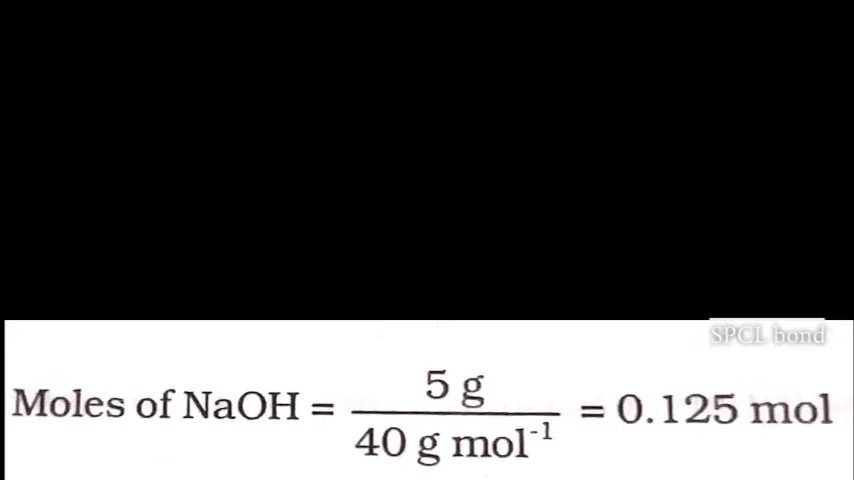 SPCL bond
Moles of NaOH = 5 g / 40 g mol⁻¹ = 0.125 mol